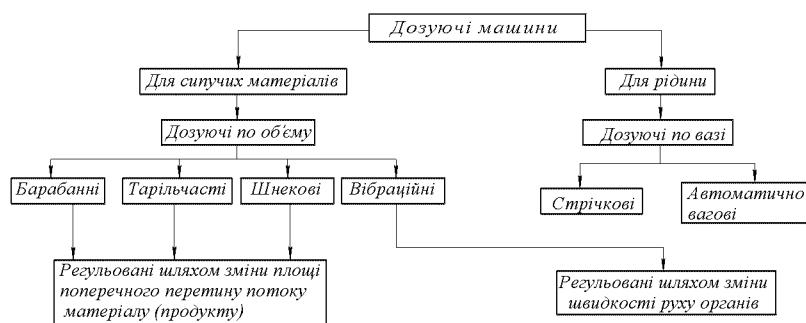 Дозуючі машини
Для сипучих матеріалів
Для рідини
Дозуючі по об'єму
Дозуючі по вазі
Барабанні
Тарільчасті
Шнекові
Вібраційні
Стрічкові
Автоматично
вагові
Регульовані шляхом зміни площі
поперечного перетину потоку
матеріалу (продукту)
Регульовані шляхом зміни
швидкості руху органів